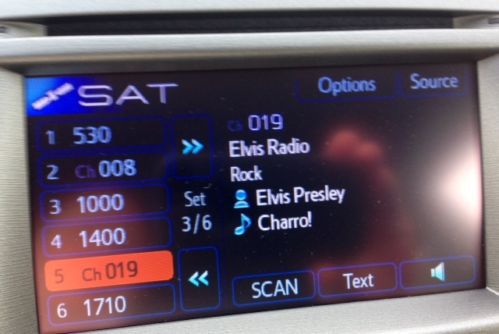 SAT
Options
Source
1 530
2 Ch 008
3 1000
4 1400
5 Ch 019
6 1710
Set
3/6
Ch 019
Elvis Radio
Rock
Elvis Presley
Charro!
SCAN
Text